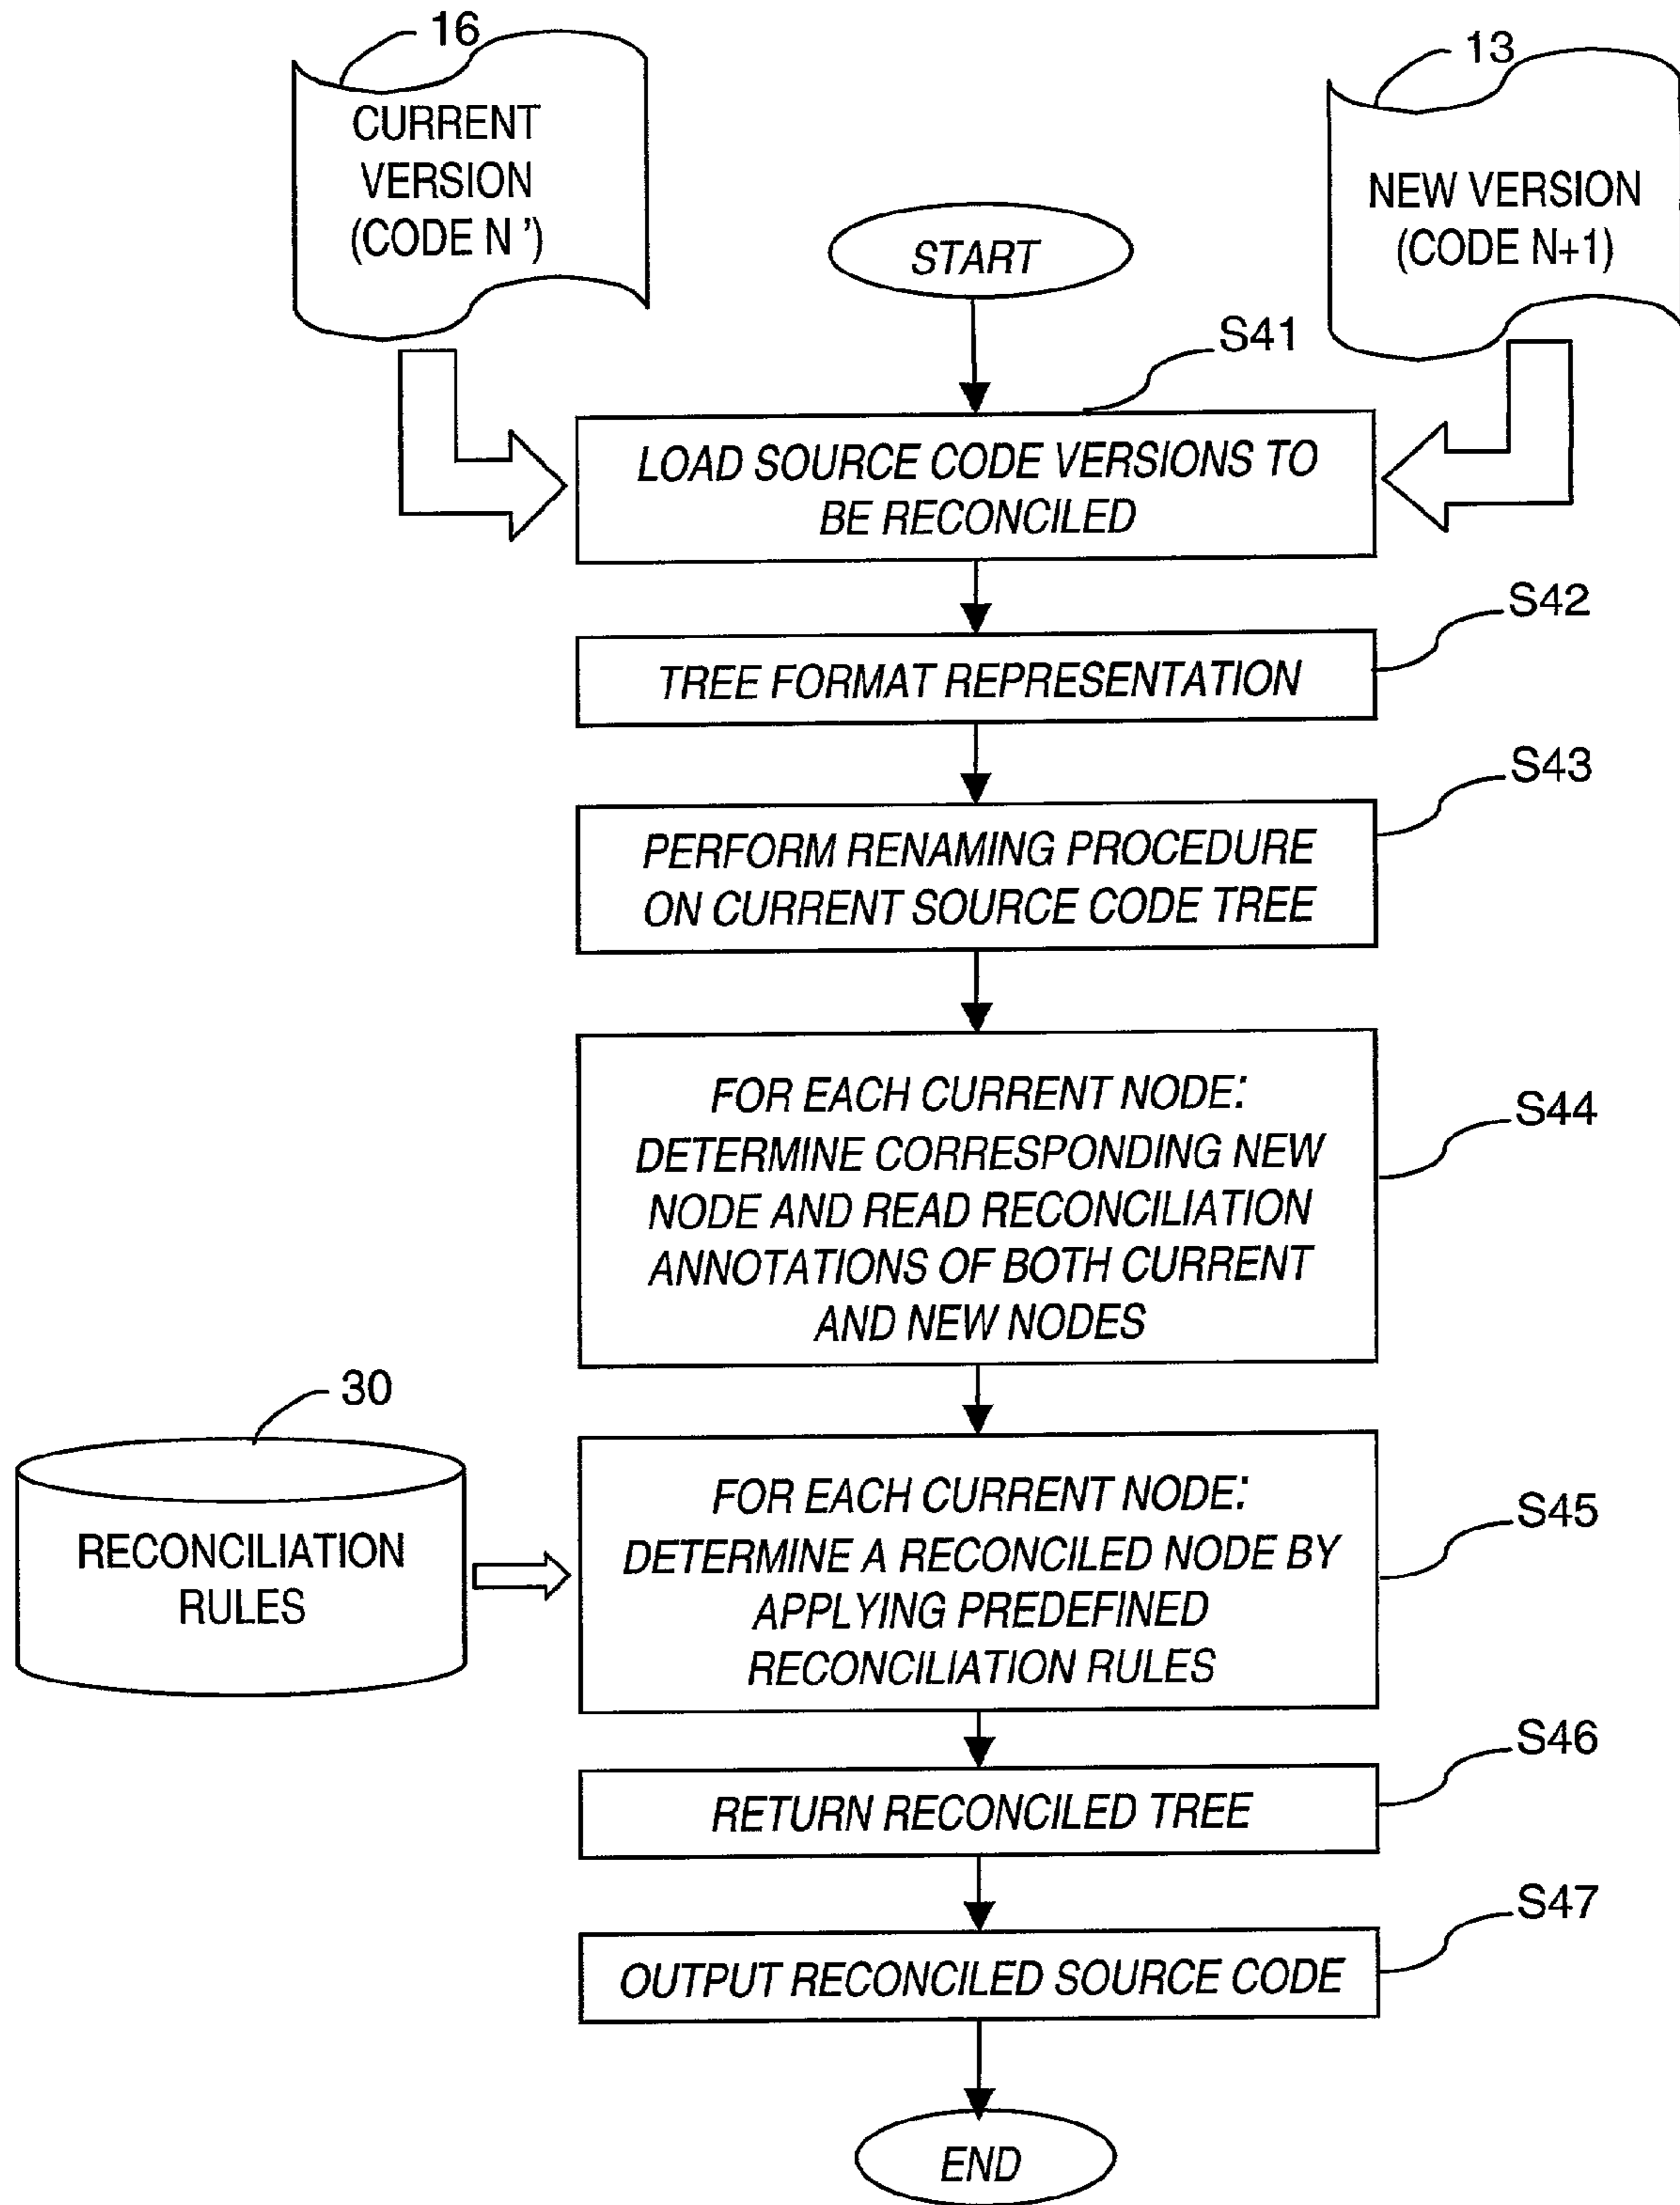 16
CURRENT
VERSION
(CODE N ')
13
NEW VERSION
(CODE N+1)
START
S41
LOAD SOURCE CODE VERSIONS TO
BE RECONCILED
S42
TREE FORMAT REPRESENTATION
S43
PERFORM RENAMING PROCEDURE
ON CURRENT SOURCE CODE TREE
S44
FOR EACH CURRENT NODE:
DETERMINE CORRESPONDING NEW
NODE AND READ RECONCILIATION
ANNOTATIONS OF BOTH CURRENT
AND NEW NODES
30
RECONCILIATION
RULES
S45
FOR EACH CURRENT NODE:
DETERMINE A RECONCILED NODE BY
APPLYING PREDEFINED
RECONCILIATION RULES
S46
RETURN RECONCILED TREE
S47
OUTPUT RECONCILED SOURCE CODE
END